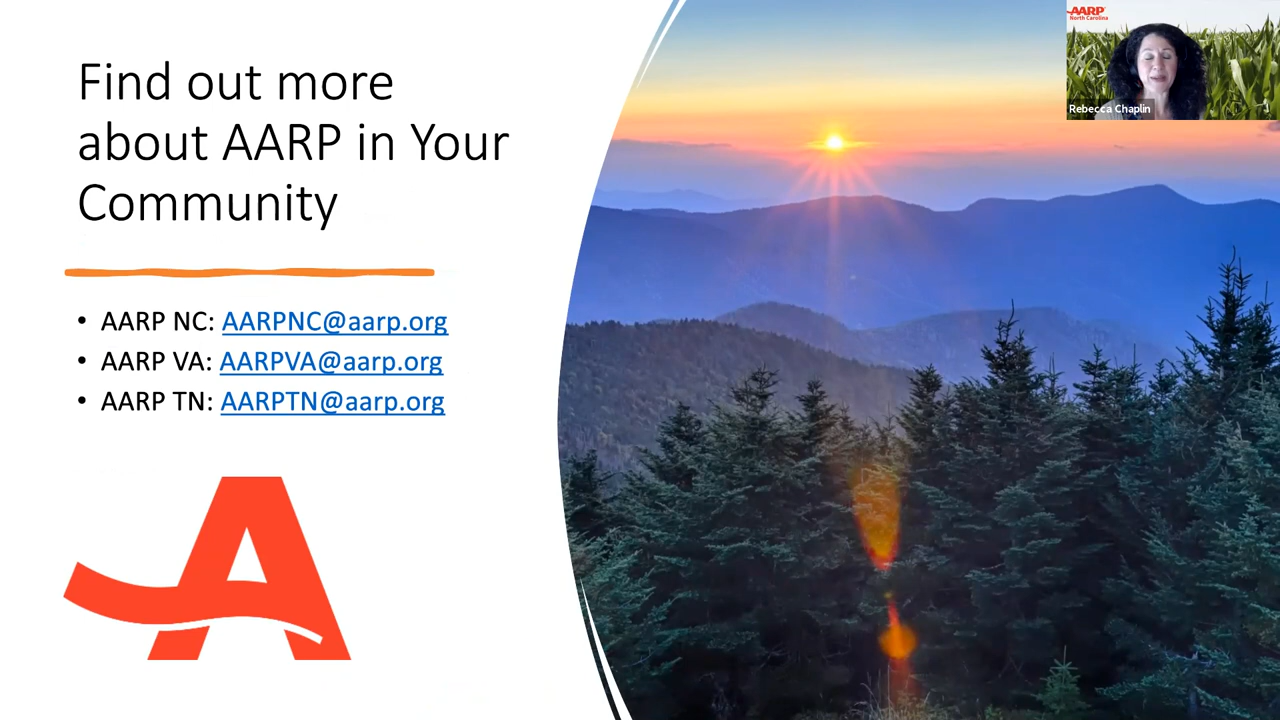 Find out more
about AARP in Your
Community
• AARP NC: AARPNC@aarp.org
• AARP VA: AARPVA@aarp.org
• AARP TN: AARPTN@aarp.org
AARP
North Carolina
Rebecca Chaplin